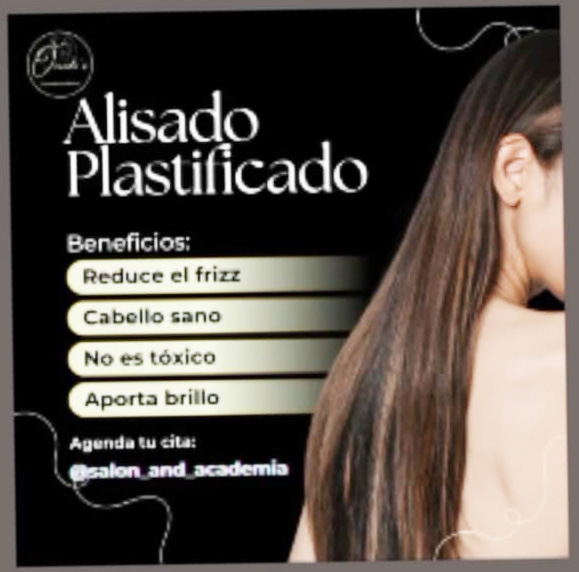 Alisado
Plastificado
Beneficios:
Reduce el frizz
Cabello sano
No es tóxico
Aporta brillo
Agenda tu cita:
@salon_and_academia